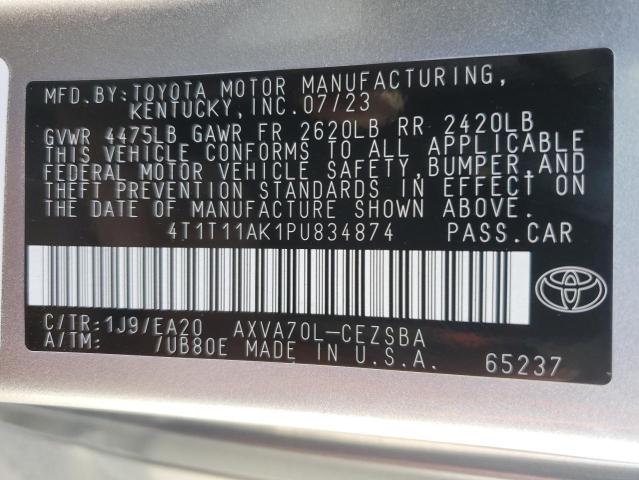 MFD.BY:TOYOTA MOTOR MANUFACTURING,
KENTUCKY,INC.07/23
GVWR 4475LB GAWR FR 2620LB RR 2420LB
THIS VEHICLE CONFORMS TO ALL APPLICABLE
FEDERAL MOTOR VEHICLE SAFETY,BUMPER,AND
THEFT PREVENTION STANDARDS IN EFFECT ON
THE DATE OF MANUFACTURE SHOWN ABOVE.
4T1T11AK1PU834874 PASS.CAR
C/TR:1J9/EA20 AXVA70L-CEZSBA
A/TM: /UB80E MADE IN U.S.A. 65237